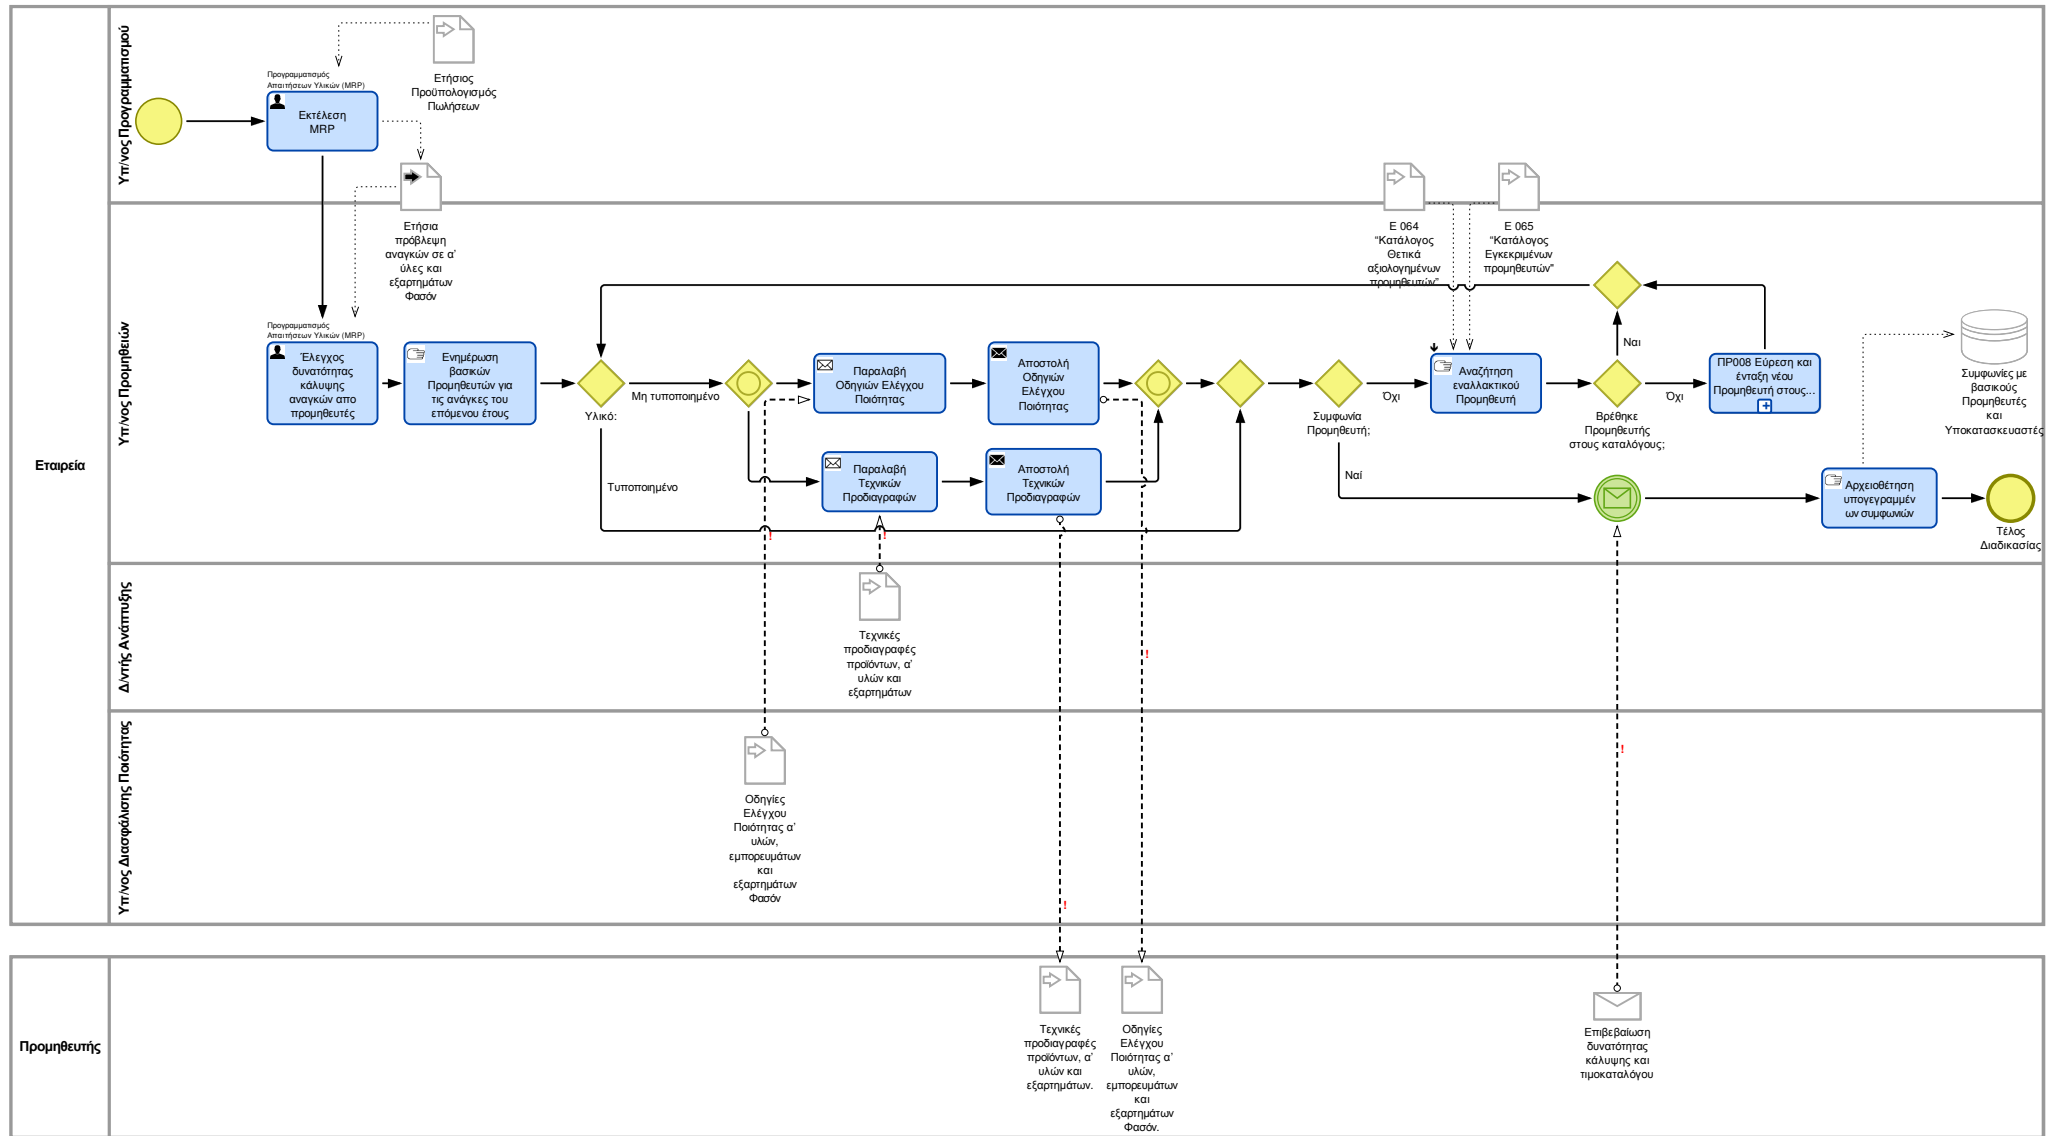 Εταιρεία
Υπ/νος Προγραμματισμού
Ετήσιος
Προϋπολογισμός
Πωλήσεων
Προγραμματισμός
Απαιτήσεων Υλικών (MRP)
Εκτέλεση
MRP
Υπ/νος Προμηθειών
Ετήσια
πρόβλεψη
αναγκών σε α'
ύλες και
εξαρτημάτων
Φασόν
Ε 064
“Κατάλογος
Θετικά
αξιολογημένων
προμηθευτών”
Ε 065
“Κατάλογος
Εγκεκριμένων
προμηθευτών"
Προγραμματισμός
Απαιτήσεων Υλικών (MRP)
Έλεγχος
δυνατότητας
κάλυψης
αναγκών απο
προμηθευτές
Ενημέρωση
βασικών
Προμηθευτών για
τις ανάγκες του
επόμενου έτους
Υλικό:
Μη τυποποιημένο
Τυποποιημένο
Παραλαβή
Οδηγιών Ελέγχου
Ποιότητας
Αποστολή
Οδηγιών
Ελέγχου
Ποιότητας
Παραλαβή
Τεχνικών
Προδιαγραφών
Αποστολή
Τεχνικών
Προδιαγραφών
Συμφωνία
Προμηθευτή;
Όχι
Ναί
Αναζήτηση
εναλλακτικού
Προμηθευτή
Βρέθηκε
Προμηθευτής
στους καταλόγους;
Ναι
Όχι
ΠΡ008 Εύρεση και
ένταξη νέου
Προμηθευτή στους...
Συμφωνίες με
βασικούς
Προμηθευτές
και
Υποκατασκευαστές
Αρχειοθέτηση
υπογεγραμμέν
ων συμφωνιών
Τέλος
Διαδικασίας
!
!
Δ/ντής Ανάπτυξης
Τεχνικές
προδιαγραφές
προϊόντων, α'
υλών και
εξαρτημάτων
!
Υπ/νος Διασφάλισης Ποιότητας
Οδηγίες
Ελέγχου
Ποιότητας α'
υλών,
εμπορευμάτων
και
εξαρτημάτων
Φασόν
!
!
Προμηθευτής
Τεχνικές
προδιαγραφές
προϊόντων, α'
υλών και
εξαρτημάτων.
Οδηγίες
Ελέγχου
Ποιότητας α'
υλών,
εμπορευμάτων
και
εξαρτημάτων
Φασόν.
Επιβεβαίωση
δυνατότητας
κάλυψης και
τιμοκαταλόγου